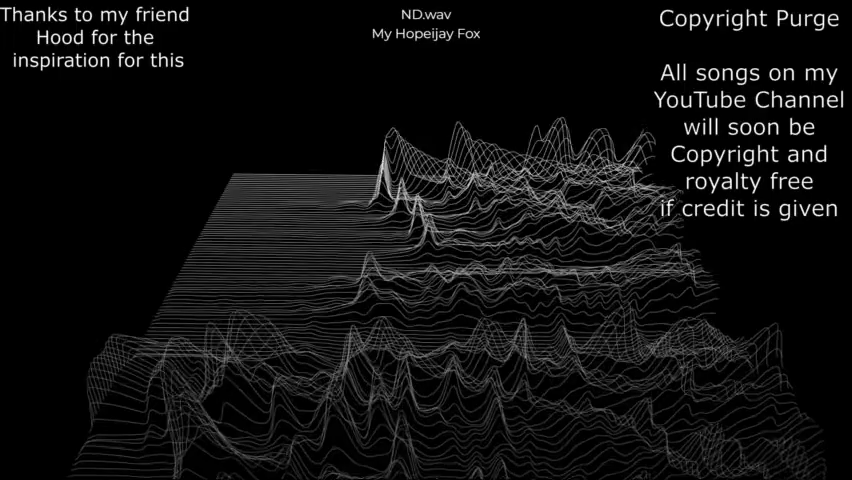 Thanks to my friend
Hood for the
inspiration for this
ND.wav
My Hopeijay Fox
Copyright Purge
All songs on my
YouTube Channel
will soon be
Copyright and
royalty free
if credit is given